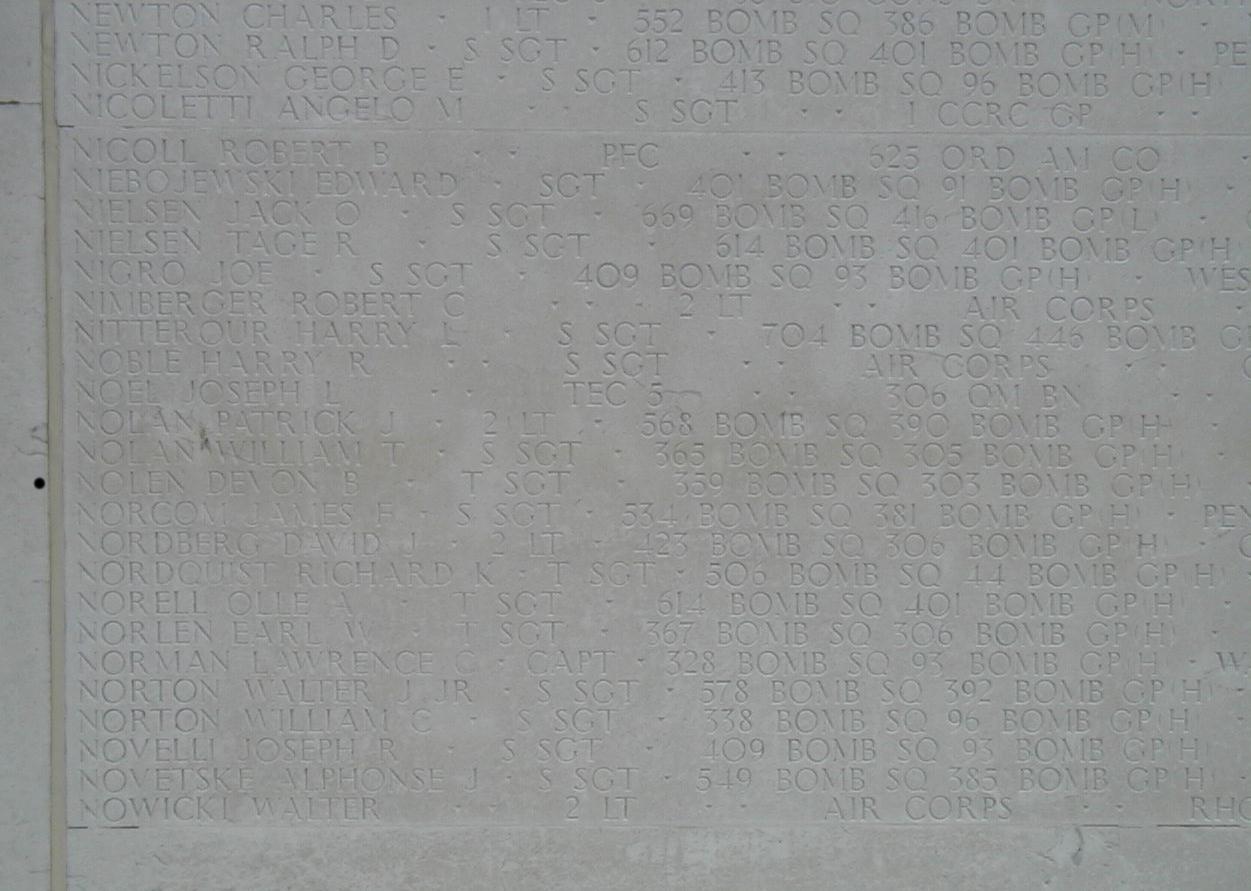 NEWTON CHARLES · 1 LT · 552 BOMB SQ 386 BOMB GP(M) ·
NEWTON RALPH D · S SGT · 612 BOMB SQ 401 BOMB GP(H) · PE
NICKELSON GEORGE E · S SGT · 413 BOMB SQ 96 BOMB GP(H)
NICOLETTI ANGELO M · · S SGT · · 1 CCRC GP · ·
NICOLL ROBERT B · · PFC · · 625 ORD AM CO ·
NIEBOJEWSKI EDWARD · SGT · 401 BOMB SQ 91 BOMB GP(H) ·
NIELSEN JACK O · S SGT · 669 BOMB SQ 416 BOMB GP(L) ·
NIELSEN TAGE R · S SGT · 614 BOMB SQ 401 BOMB GP(H)
NIGRO JOE · S SGT · 409 BOMB SQ 93 BOMB GP(H) · WES
NIMBERGER ROBERT C · · 2 LT · · AIR CORPS ·
NITTEROUR HARRY L · S SGT · 704 BOMB SQ 446 BOMB G
NOBLE HARRY R · · S SGT · · AIR CORPS · ·
NOEL JOSEPH L · · TEC 5 · · 306 QM BN · ·
NOLAN PATRICK J · 2 LT · 568 BOMB SQ 390 BOMB GP(H) ·
NOLAN WILLIAM T · S SGT · 365 BOMB SQ 305 BOMB GP(H) ·
NOLEN DEVON B · T SGT · 359 BOMB SQ 303 BOMB GP(H)
NORCOM JAMES F · S SGT · 534 BOMB SQ 381 BOMB GP(H) · PEN
NORDBERG DAVID J · 2 LT · 423 BOMB SQ 306 BOMB GP(H) ·
NORDQUIST RICHARD K · T SGT · 506 BOMB SQ 44 BOMB GP(H) ·
NORELL OLLE A · T SGT · 614 BOMB SQ 401 BOMB GP(H) ·
NORLEN EARL W · T SGT · 367 BOMB SQ 306 BOMB GP(H) ·
NORMAN LAWRENCE C · CAPT · 328 BOMB SQ 93 BOMB GP(H) · W
NORTON WALTER J JR · S SGT · 578 BOMB SQ 392 BOMB GP(H) ·
NORTON WILLIAM C · S SGT · 338 BOMB SQ 96 BOMB GP(H) ·
NOVELLI JOSEPH R · S SGT · 409 BOMB SQ 93 BOMB GP(H) ·
NOVETSKE ALPHONSE J · S SGT · 549 BOMB SQ 385 BOMB GP(H) ·
NOWICKI WALTER · · 2 LT · · AIR CORPS · · RHO